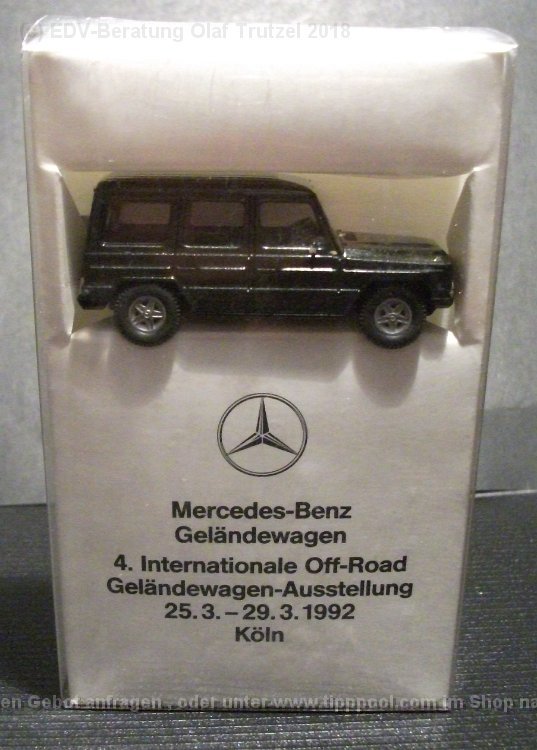 (c) EDV-Beratung Olaf Trutzel 2018
Mercedes-Benz
Geländewagen
4. Internationale Off-Road
Geländewagen-Ausstellung
25.3.–29.3.1992
Köln
en Gebot anfragen , oder unter www.tipppool.com im Shop na